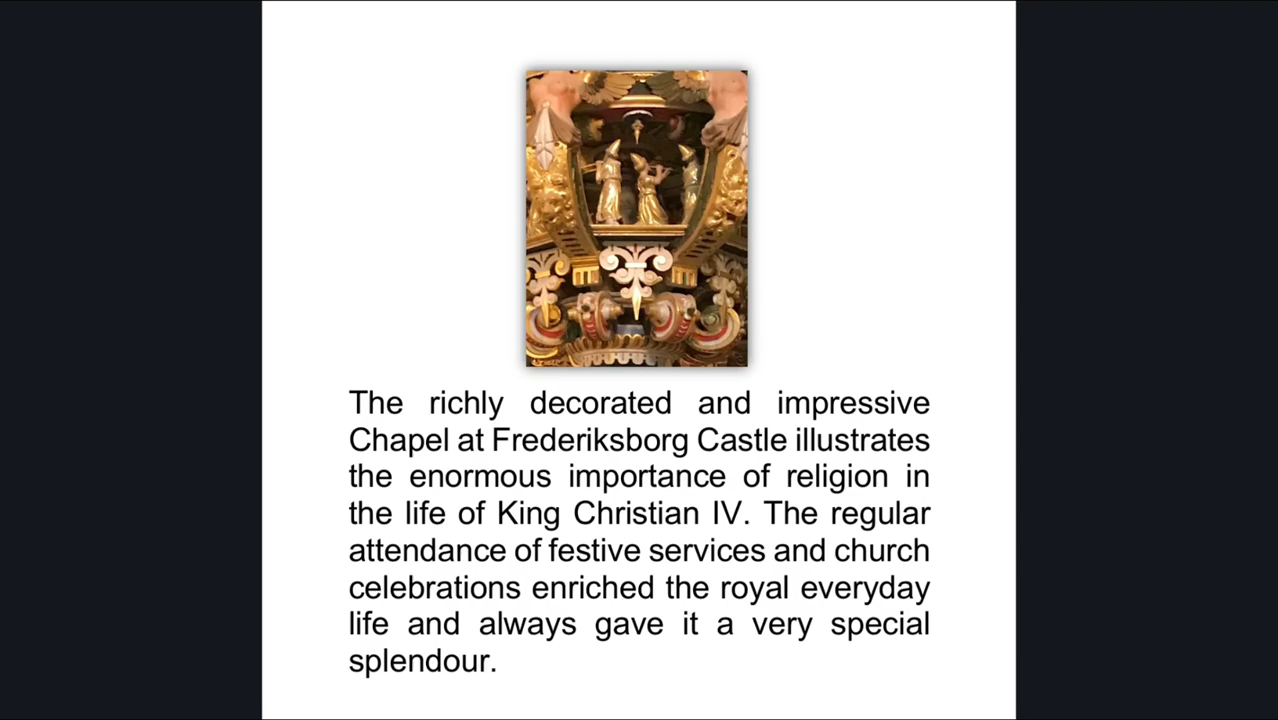 The richly decorated and impressive
Chapel at Frederiksborg Castle illustrates
the enormous importance of religion in
the life of King Christian IV. The regular
attendance of festive services and church
celebrations enriched the royal everyday
life and always gave it a very special
splendour.